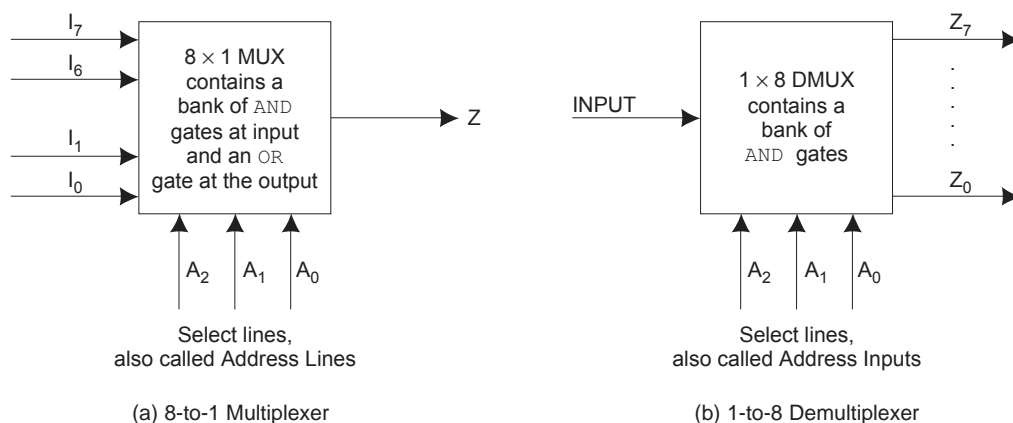 I7
I6
I1
I0
8 × 1 MUX
contains a
bank of AND
gates at input
and an OR
gate at the output
Z
A2
A1
A0
Select lines,
also called Address Lines
(a) 8-to-1 Multiplexer
INPUT
1 × 8 DMUX
contains a
bank of
AND gates
Z7
Z0
A2
A1
A0
Select lines,
also called Address Inputs
(b) 1-to-8 Demultiplexer